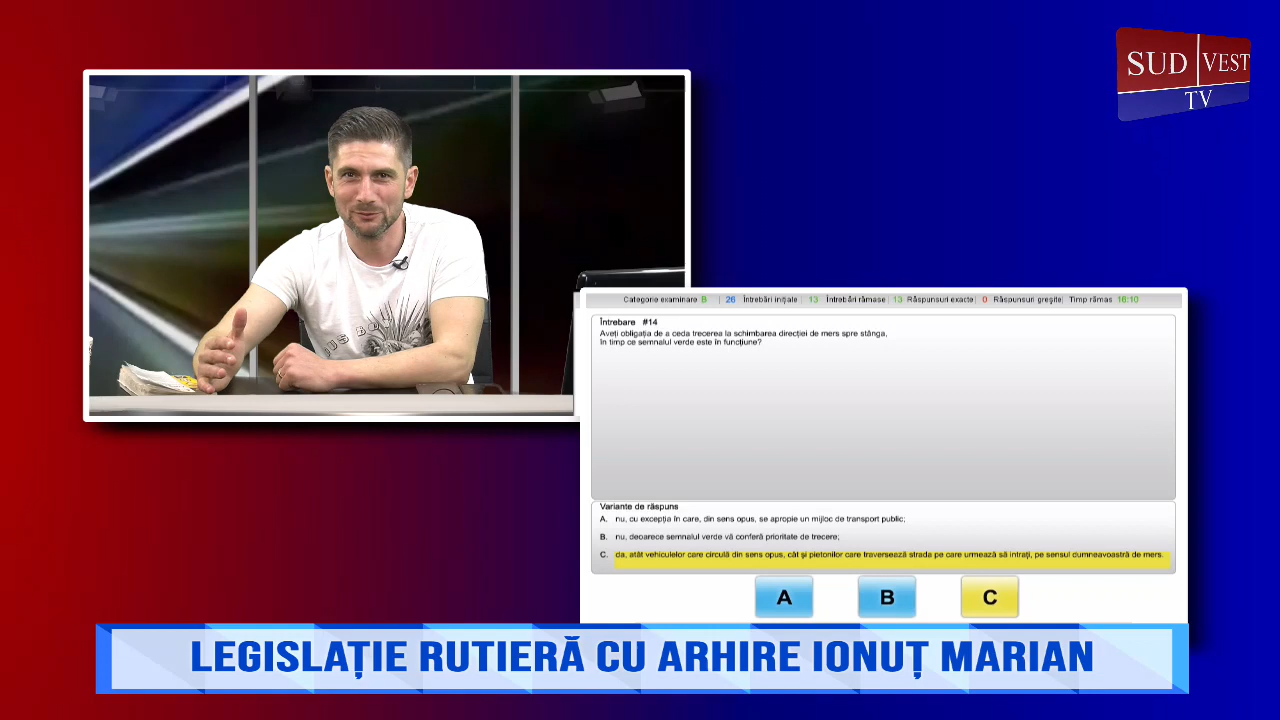 SUD VEST
TV
Categorie examinare B | 26 Întrebări inițiale | 13 Întrebări rămase | 13 Răspunsuri exacte | 0 Răspunsuri greșite | Timp rămas 16:10
Întrebare #14
Aveți obligația de a ceda trecerea la schimbarea direcției de mers spre stânga,
în timp ce semnalul verde este în funcțiune?
Variante de răspuns
A. nu, cu excepția în care, din sens opus, se apropie un mijloc de transport public;
B. nu, deoarece semnalul verde vă conferă prioritate de trecere;
C. da, atât vehiculelor care circulă din sens opus, cât și pietonilor care traversează strada pe care urmează să intrați, pe sensul dumneavoastră de mers.
A B C
LEGISLAȚIE RUTIERĂ CU ARHIRE IONUȚ MARIAN